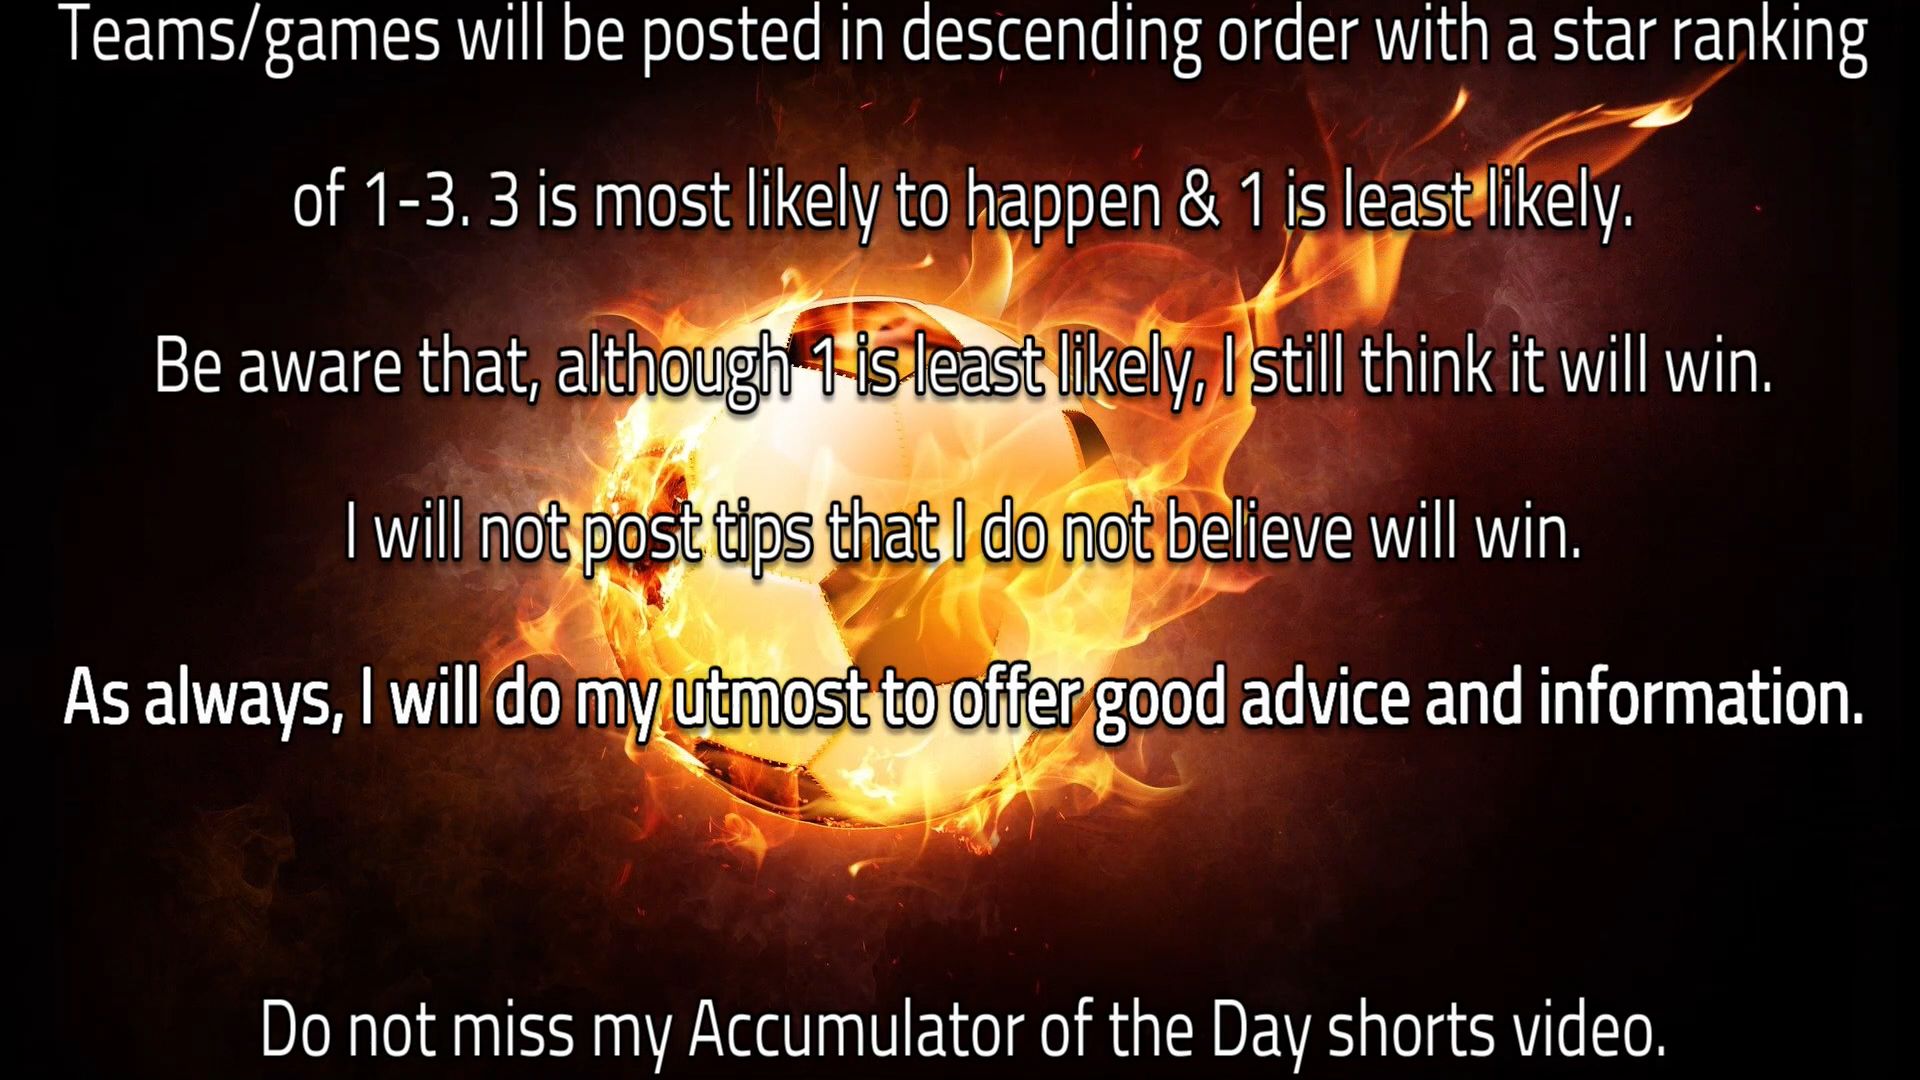 Teams/games will be posted in descending order with a star ranking
of 1-3. 3 is most likely to happen & 1 is least likely.
Be aware that, although 1 is least likely, I still think it will win.
I will not post tips that I do not believe will win.
As always, I will do my utmost to offer good advice and information.
Do not miss my Accumulator of the Day shorts video.